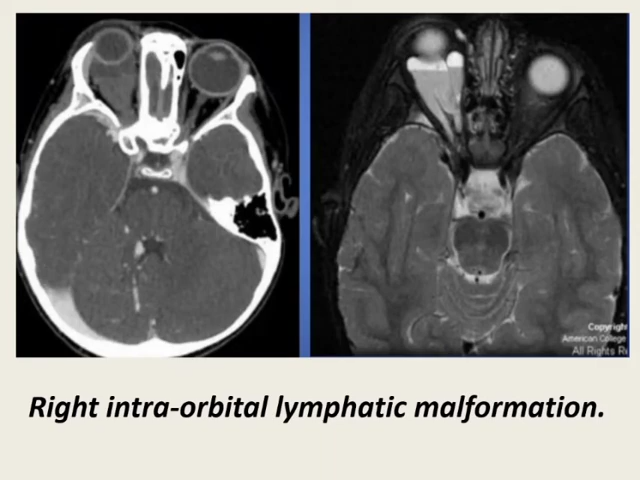 Copyright
American College
All Rights R
Right intra-orbital lymphatic malformation.